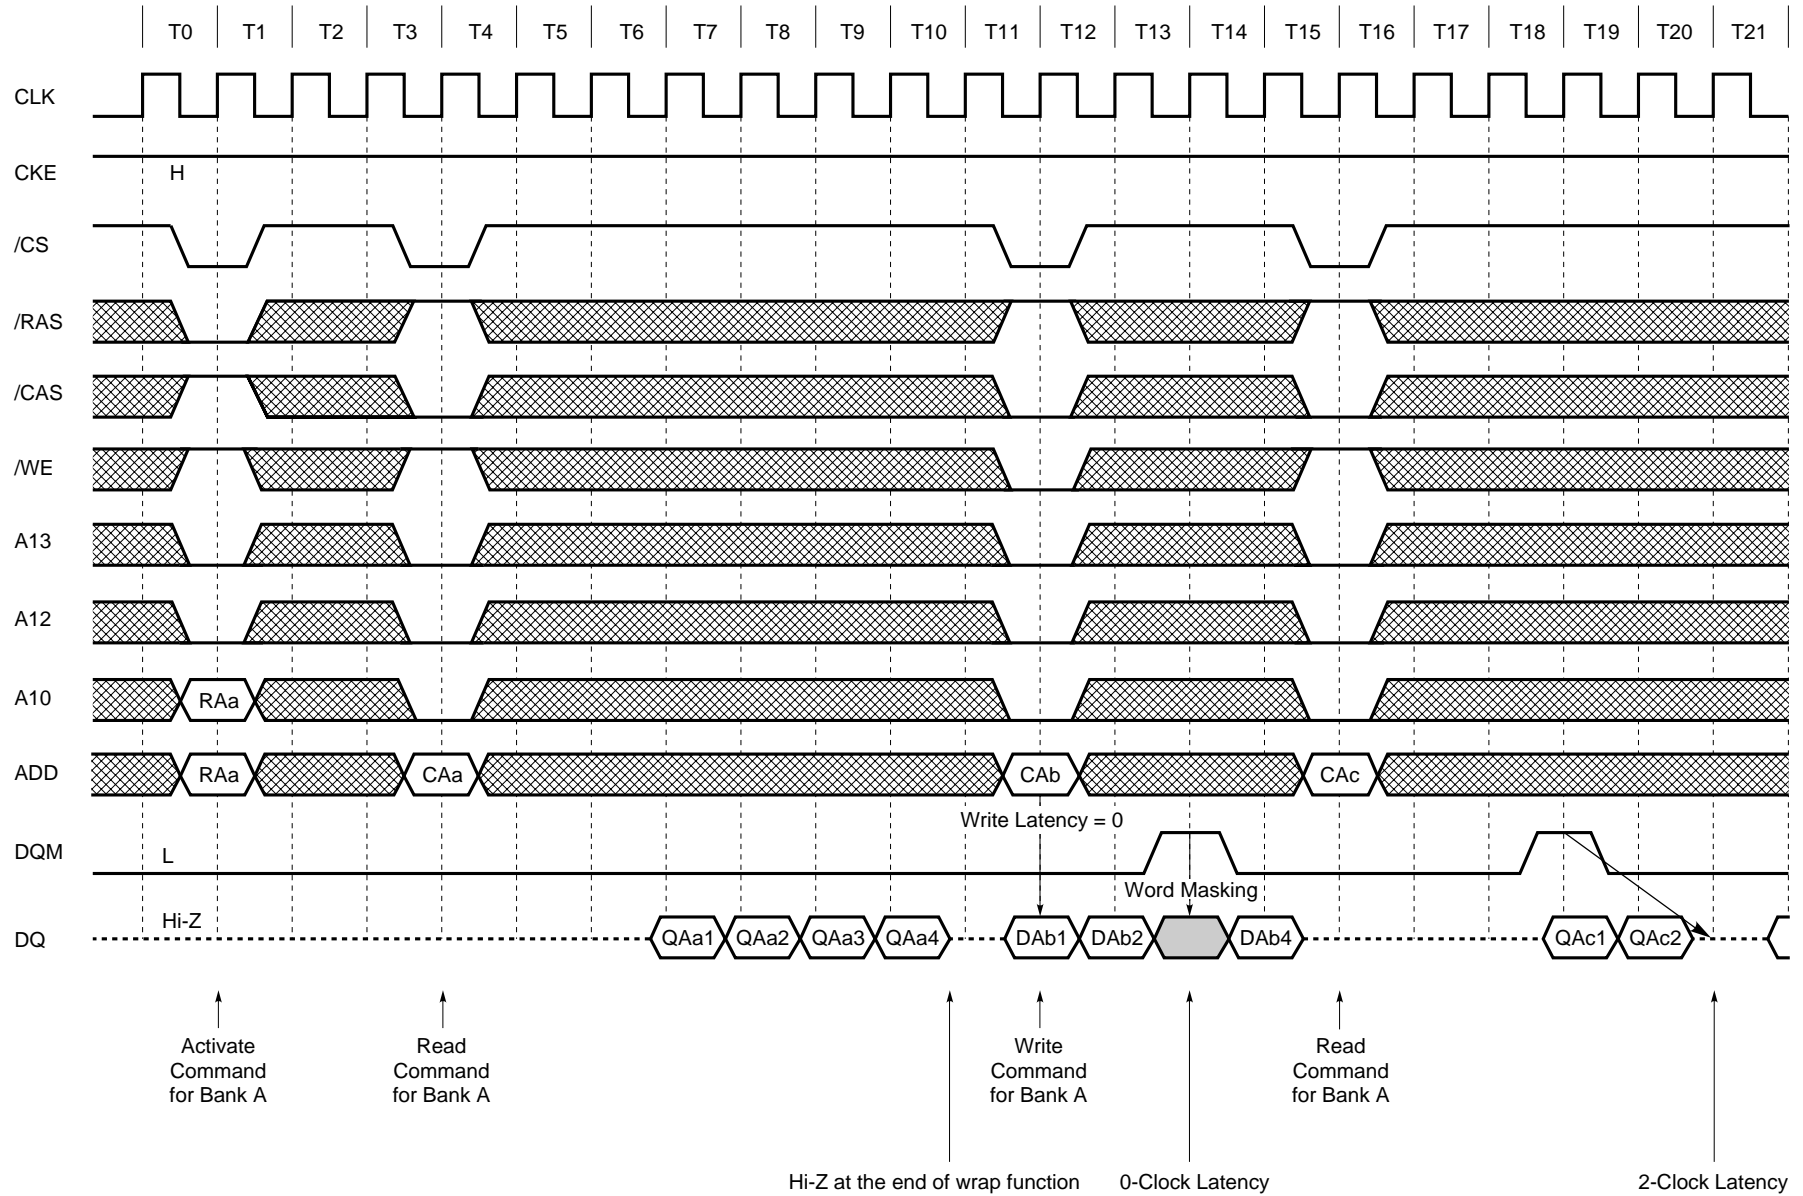 T0 T1 T2 T3 T4 T5 T6 T7 T8 T9 T10 T11 T12 T13 T14 T15 T16 T17 T18 T19 T20 T21
CLK
CKE H
/CS
/RAS
/CAS
/WE
A13
A12
A10 RAa
ADD RAa CAa CAb CAc
Write Latency = 0
DQM L
Word Masking
Hi-Z
DQ QAa1 QAa2 QAa3 QAa4 DAb1 DAb2 DAb4 QAc1 QAc2
Activate Read Write Read
Command Command Command Command
for Bank A for Bank A for Bank A for Bank A
Hi-Z at the end of wrap function 0-Clock Latency 2-Clock Latency